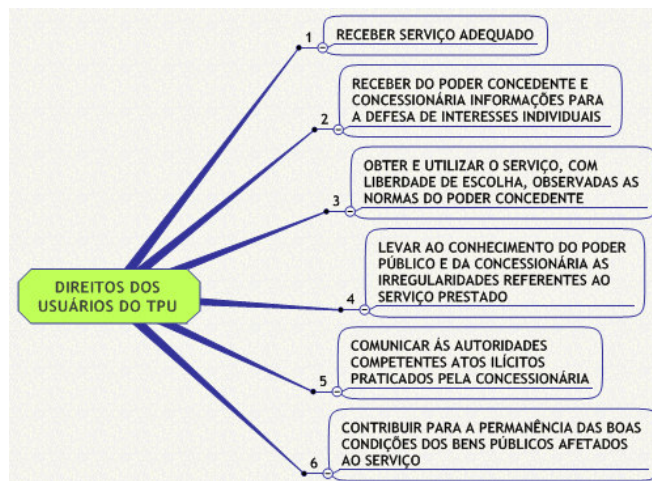 1 RECEBER SERVIÇO ADEQUADO
2 RECEBER DO PODER CONCEDENTE E
CONCESSIONÁRIA INFORMAÇÕES PARA
A DEFESA DE INTERESSES INDIVIDUAIS
3 OBTER E UTILIZAR O SERVIÇO, COM
LIBERDADE DE ESCOLHA, OBSERVADAS AS
NORMAS DO PODER CONCEDENTE
DIREITOS DOS
USUÁRIOS DO TPU
4 LEVAR AO CONHECIMENTO DO PODER
PÚBLICO E DA CONCESSIONÁRIA AS
IRREGULARIDADES REFERENTES AO
SERVIÇO PRESTADO
5 COMUNICAR ÁS AUTORIDADES
COMPETENTES ATOS ILÍCITOS
PRATICADOS PELA CONCESSIONÁRIA
6 CONTRIBUIR PARA A PERMANÊNCIA DAS BOAS
CONDIÇÕES DOS BENS PÚBLICOS AFETADOS
AO SERVIÇO